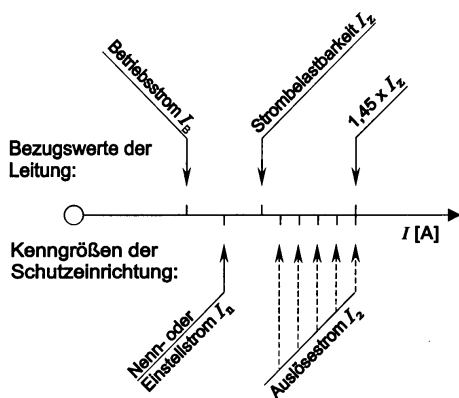 Betriebsstrom I_B
Strombelastbarkeit I_Z
1,45 x I_Z
Bezugswerte der
Leitung:
I [A]
Kenngrößen der
Schutzeinrichtung:
Nenn- oder
Einstellstrom I_n
Auslösestrom I_2